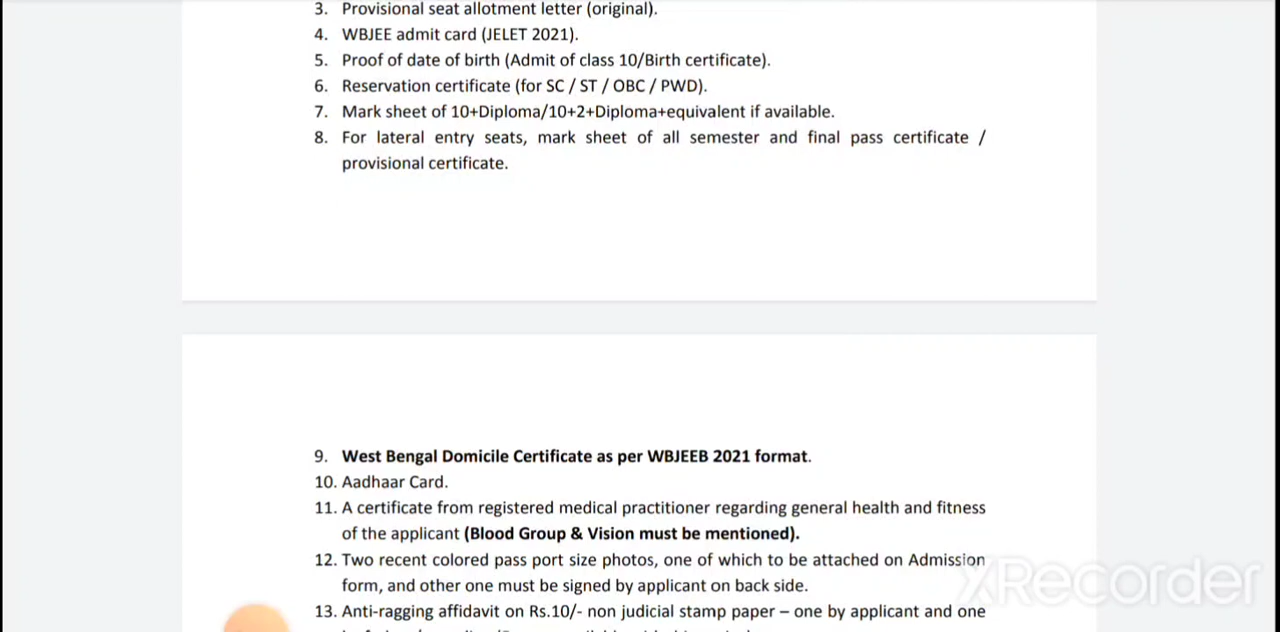 3. Provisional seat allotment letter (original).
4. WBJEE admit card (JELET 2021).
5. Proof of date of birth (Admit of class 10/Birth certificate).
6. Reservation certificate (for SC / ST / OBC / PWD).
7. Mark sheet of 10+Diploma/10+2+Diploma+equivalent if available.
8. For lateral entry seats, mark sheet of all semester and final pass certificate /
provisional certificate.
9. West Bengal Domicile Certificate as per WBJEEB 2021 format.
10. Aadhaar Card.
11. A certificate from registered medical practitioner regarding general health and fitness
of the applicant (Blood Group & Vision must be mentioned).
12. Two recent colored pass port size photos, one of which to be attached on Admission
form, and other one must be signed by applicant on back side.
XRecorder
13. Anti-ragging affidavit on Rs.10/- non judicial stamp paper – one by applicant and one